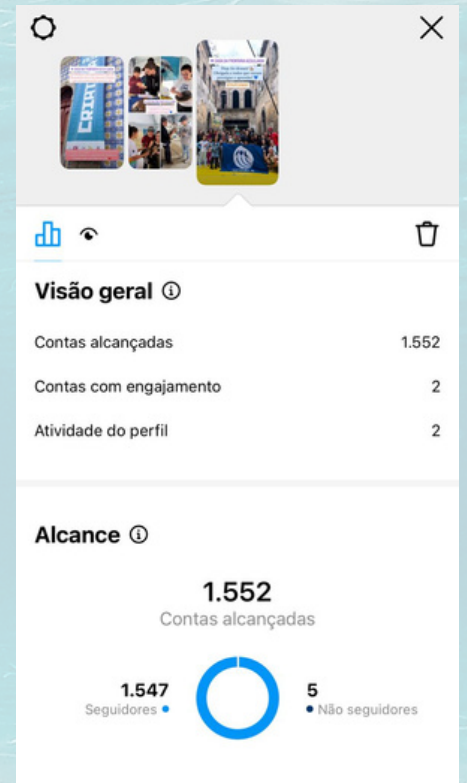 CRIATI
Visão geral
Contas alcançadas 1.552
Contas com engajamento 2
Atividade do perfil 2
Alcance
1.552
Contas alcançadas
1.547 5
Seguidores Não seguidores